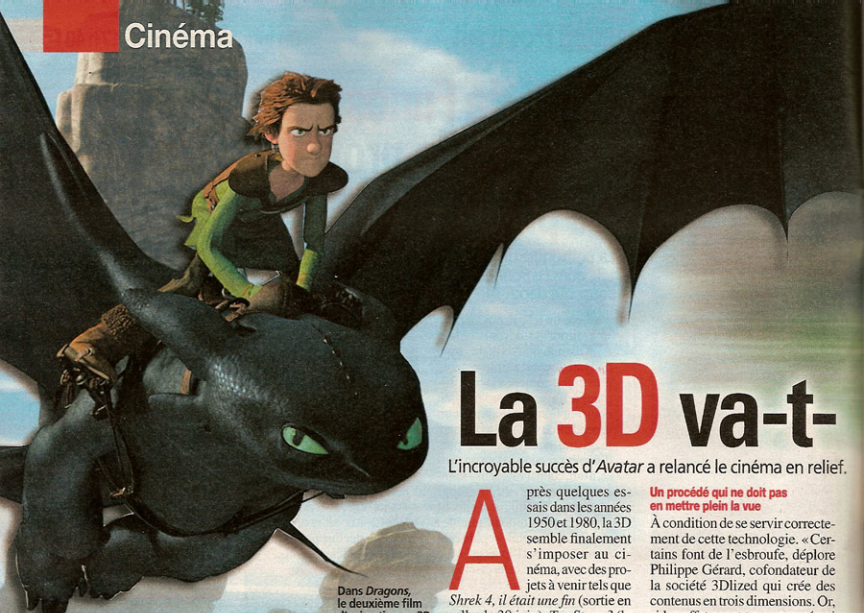 Cinéma
La 3D va-t-
L'incroyable succès d'Avatar a relancé le cinéma en relief.
Après quelques es-
sais dans les années
1950 et 1980, la 3D
semble finalement
s'imposer au ci-
néma, avec des pro-
jets à venir tels que
Shrek 4, il était une fin (sortie en
Un procédé qui ne doit pas
en mettre plein la vue
À condition de se servir correcte-
ment de cette technologie. « Cer-
tains font de l'esbroufe, déplore
Philippe Gérard, cofondateur de
la société 3Dlized qui crée des
contenus en trois dimensions. Or,
Dans Dragons,
le deuxième film